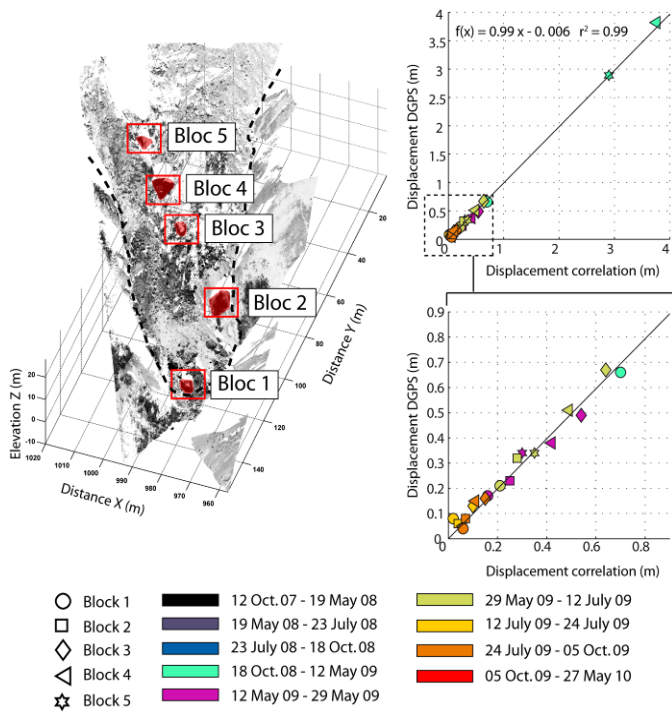 Bloc 5
Bloc 4
Bloc 3
Bloc 2
Bloc 1
Elevation Z (m)
20
10
0
-10
1020
1010
1000
990
980
970
960
Distance X (m)
20
40
60
80
100
120
140
Distance Y (m)
f(x) = 0.99 x - 0.006 r² = 0.99
Displacement DGPS (m)
4
3.5
3
2.5
2
1.5
1
0.5
0
0
1
2
3
4
Displacement correlation (m)
Displacement DGPS (m)
0.9
0.8
0.7
0.6
0.5
0.4
0.3
0.2
0.1
0
0
0.2
0.4
0.6
0.8
Displacement correlation (m)
Block 1
Block 2
Block 3
Block 4
Block 5
12 Oct. 07 - 19 May 08
19 May 08 - 23 July 08
23 July 08 - 18 Oct. 08
18 Oct. 08 - 12 May 09
12 May 09 - 29 May 09
29 May 09 - 12 July 09
12 July 09 - 24 July 09
24 July 09 - 05 Oct. 09
05 Oct. 09 - 27 May 10